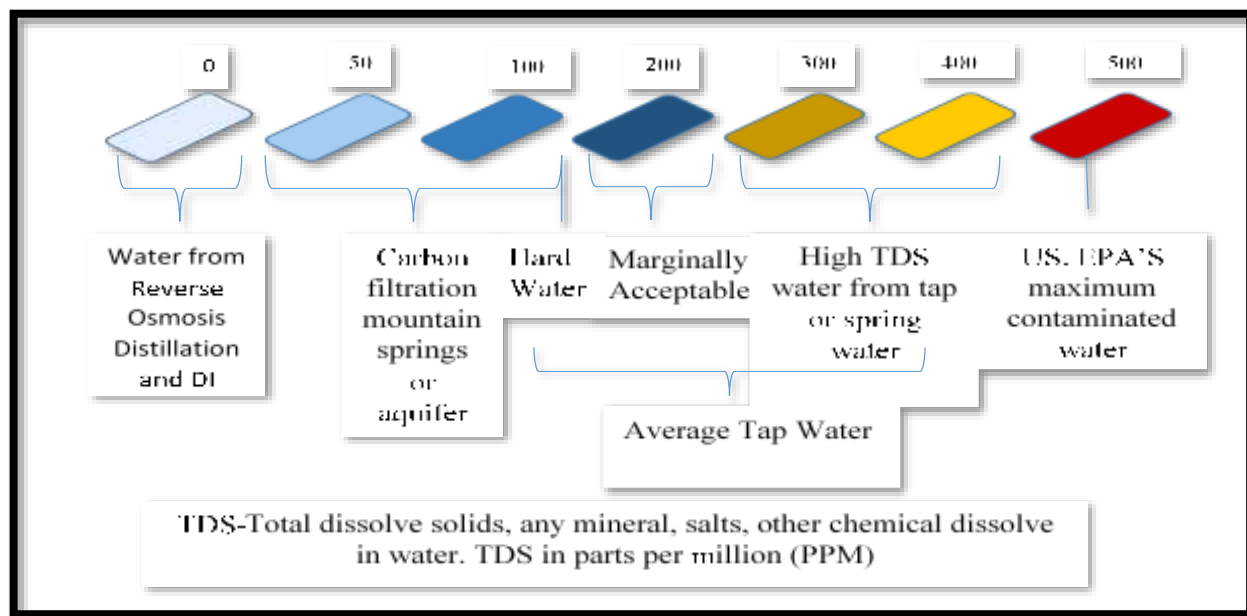 0
50
100
200
300
400
500
Water from
Reverse
Osmosis
Distillation
and DI
Carbon
filtration
mountain
springs
or
aquifer
Hard
Water
Marginally
Acceptable
High TDS
water from tap
or spring
water
US. EPA'S
maximum
contaminated
water
Average Tap Water
TDS-Total dissolve solids, any mineral, salts, other chemical dissolve
in water. TDS in parts per million (PPM)